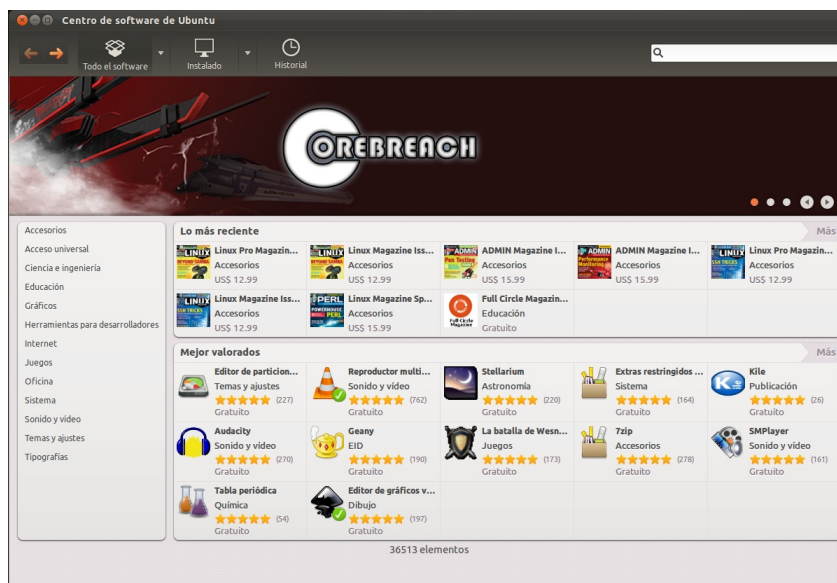 Centro de software de Ubuntu
Todo el software
Instalado
Historial
COREBREACH
Accesorios
Acceso universal
Ciencia e ingeniería
Educación
Gráficos
Herramientas para desarrolladores
Internet
Juegos
Oficina
Sistema
Sonido y vídeo
Temas y ajustes
Tipografías
Lo más reciente
Más
Linux Pro Magazin...
Accesorios
US$ 12.99
Linux Magazine Iss...
Accesorios
US$ 12.99
ADMIN Magazine I...
Accesorios
US$ 15.99
ADMIN Magazine I...
Accesorios
US$ 15.99
Linux Pro Magazin...
Accesorios
US$ 12.99
Linux Magazine Iss...
Accesorios
US$ 12.99
Linux Magazine Sp...
Accesorios
US$ 15.99
Full Circle Magazin...
Educación
Gratuito
Mejor valorados
Más
Editor de particion...
Temas y ajustes
(227)
Gratuito
Reproductor multi...
Sonido y vídeo
(762)
Gratuito
Stellarium
Astronomía
(220)
Gratuito
Extras restringidos ...
Sistema
(164)
Gratuito
Kile
Publicación
(26)
Gratuito
Audacity
Sonido y vídeo
(270)
Gratuito
Geany
EID
(190)
Gratuito
La batalla de Wesn...
Juegos
(173)
Gratuito
7zip
Accesorios
(278)
Gratuito
SMPlayer
Sonido y vídeo
(161)
Gratuito
Tabla periódica
Química
(54)
Gratuito
Editor de gráficos v...
Dibujo
(197)
Gratuito
36513 elementos